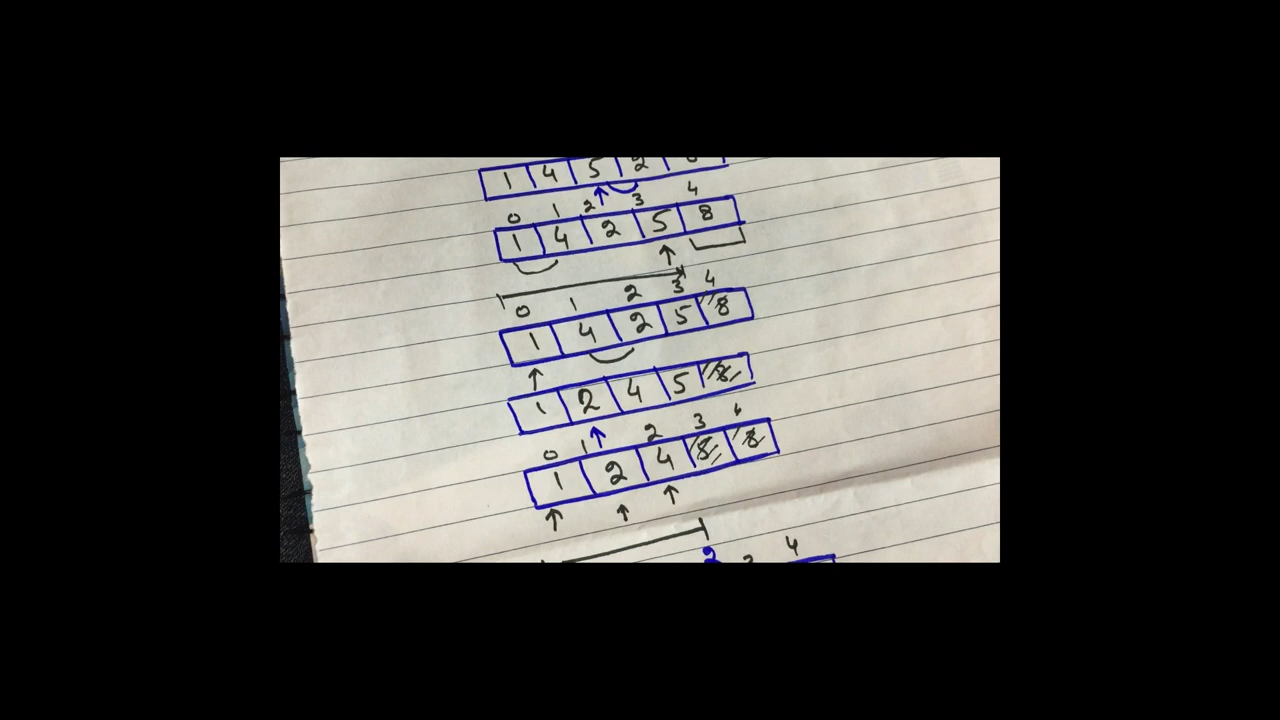 1 4 5 2
0 1 2 3 4
1 4 2 5 8
0 1 2 3 4
1 4 2 5 8
1 2 4 5 8
0 1 2 3
1 2 4 8 8
2 4